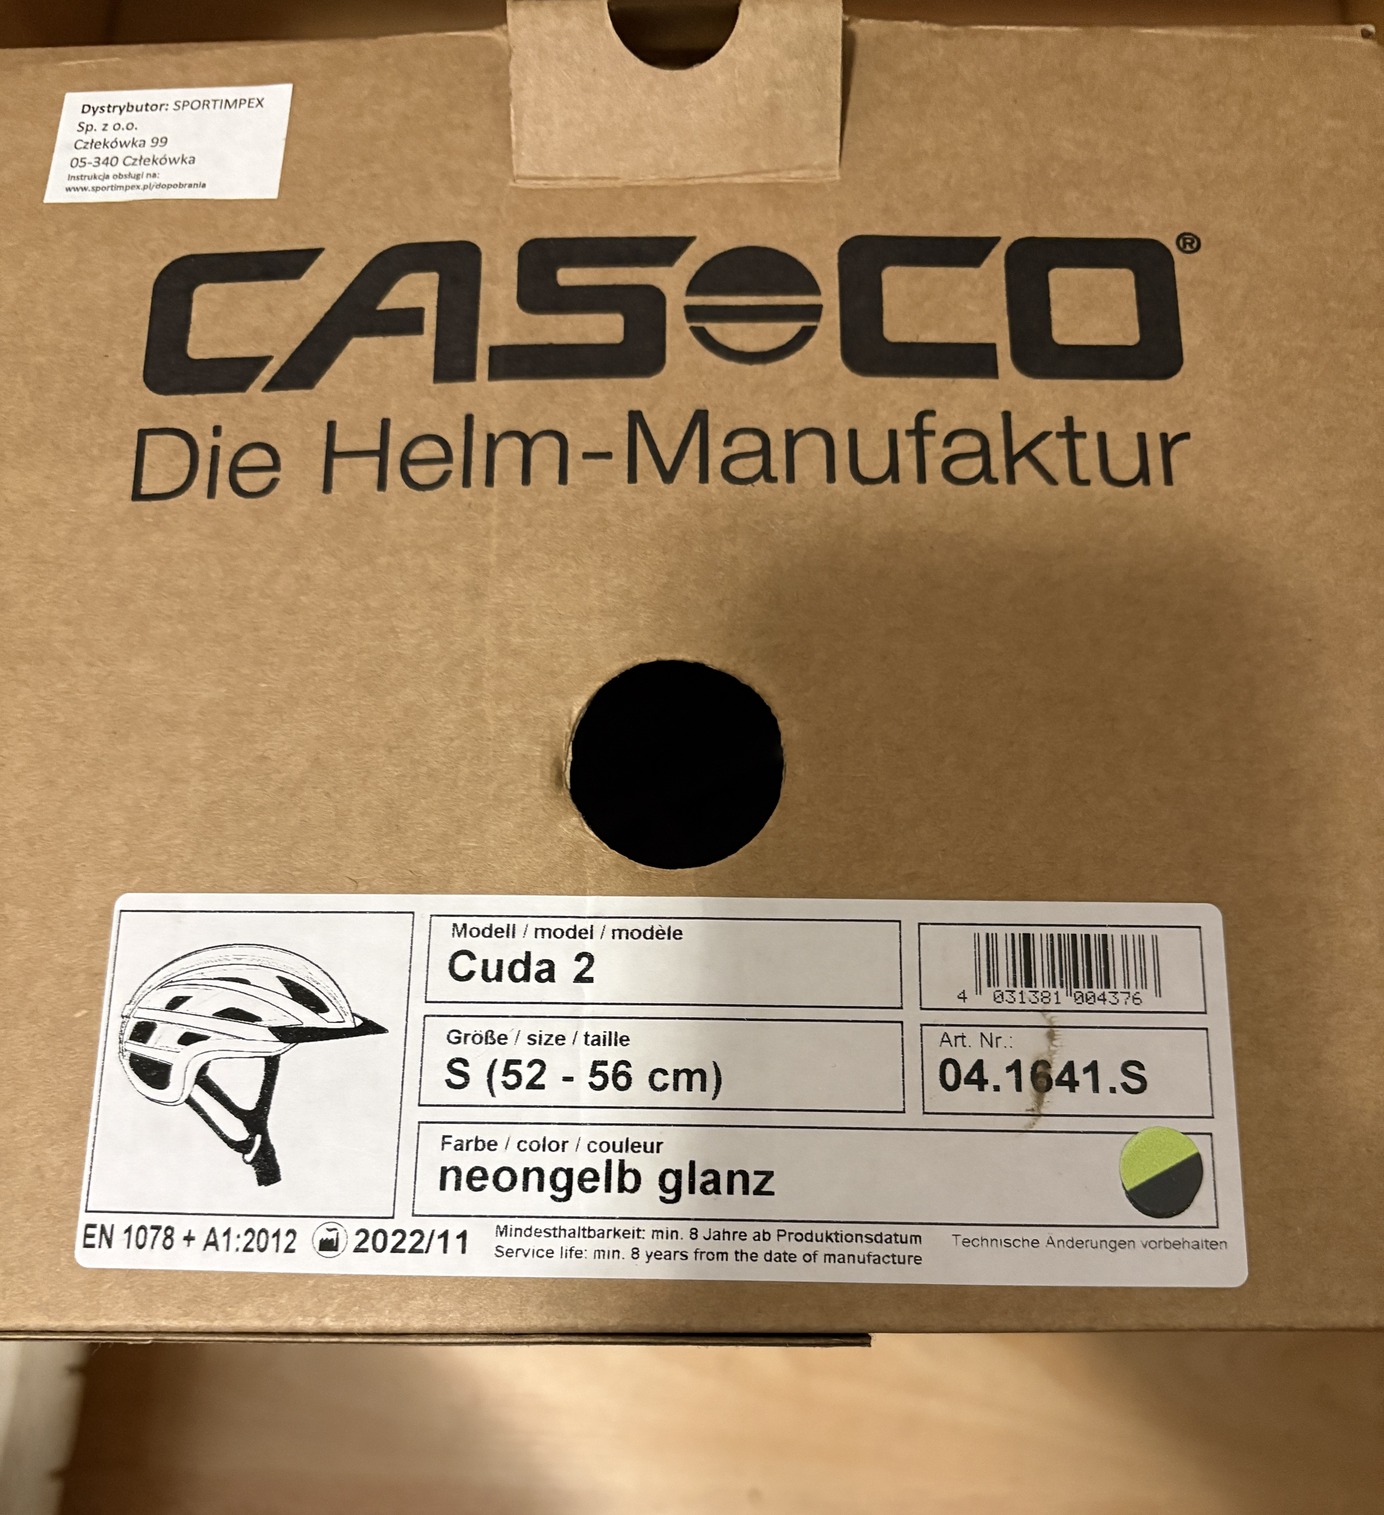 Dystrybutor: SPORTIMPEX
Sp. z o.o.
Człekówka 99
05-340 Człekówka
Instrukcja obsługi na:
www.sportimpex.pl/dopobrania
CASCO®
Die Helm-Manufaktur
Modell / model / modèle
Cuda 2
4 031381 004376
Größe / size / taille
S (52 - 56 cm)
Art. Nr.:
04.1641.S
Farbe / color / couleur
neongelb glanz
EN 1078 + A1:2012 2022/11
Mindesthaltbarkeit: min. 8 Jahre ab Produktionsdatum
Service life: min. 8 years from the date of manufacture
Technische Änderungen vorbehalten